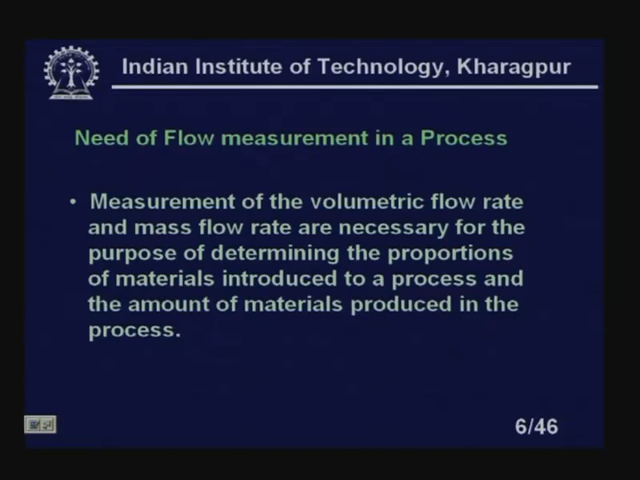 Indian Institute of Technology, Kharagpur
Need of Flow measurement in a Process
• Measurement of the volumetric flow rate
and mass flow rate are necessary for the
purpose of determining the proportions
of materials introduced to a process and
the amount of materials produced in the
process.
6/46